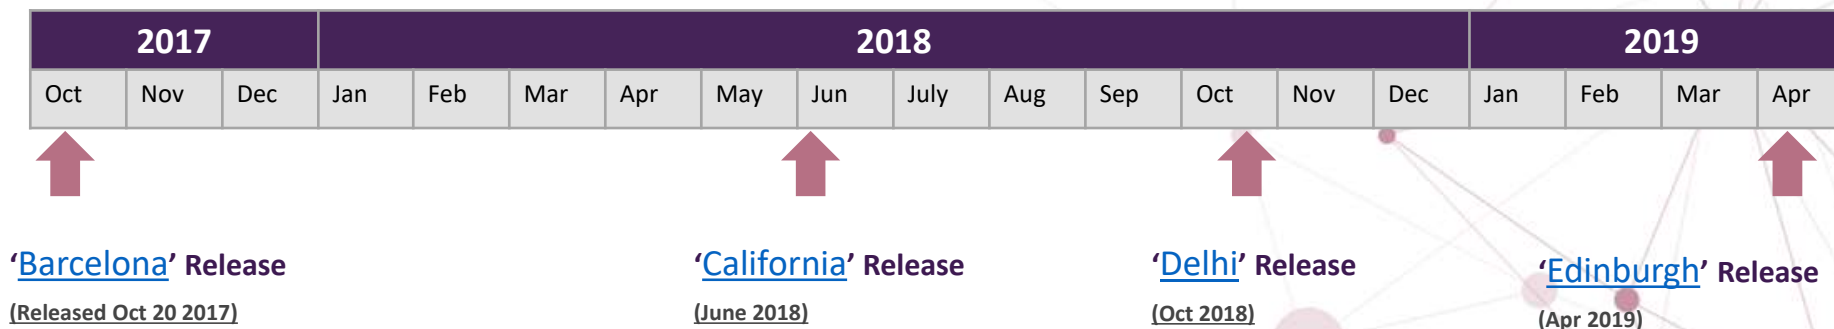 2017 2018 2019
Oct Nov Dec Jan Feb Mar Apr May Jun July Aug Sep Oct Nov Dec Jan Feb Mar Apr
‘Barcelona’ Release ‘California’ Release ‘Delhi’ Release ‘Edinburgh’ Release
(Released Oct 20 2017) (June 2018) (Oct 2018) (Apr 2019)